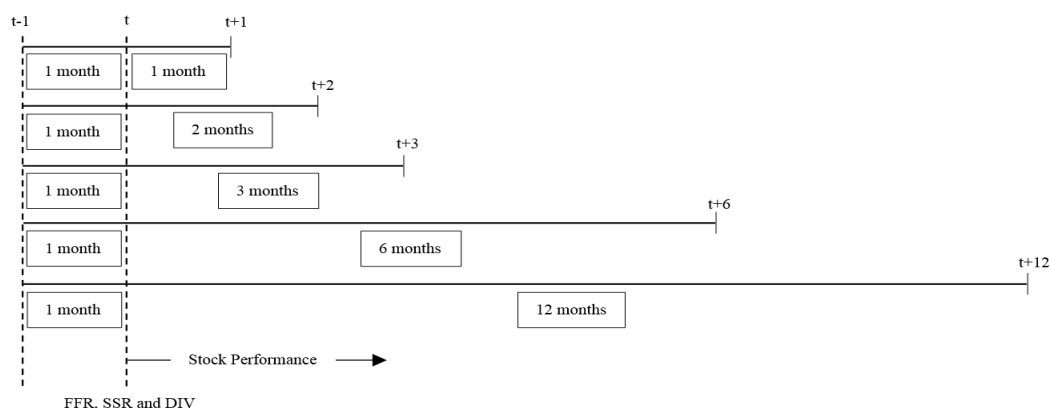 t-1 t t+1
1 month 1 month
t+2
1 month 2 months
t+3
1 month 3 months
t+6
1 month 6 months
t+12
1 month 12 months
Stock Performance
FFR, SSR and DIV